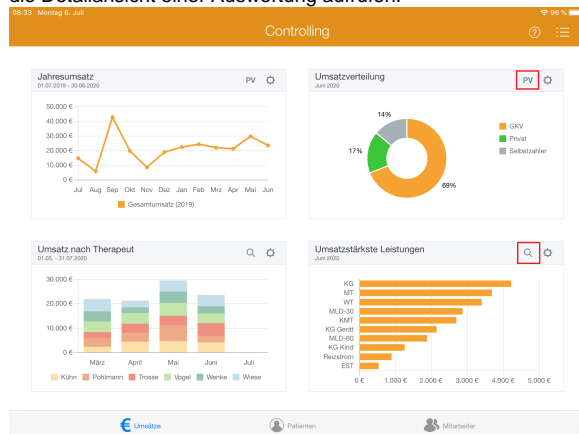 die Detailansicht einer Auswertung aufrufen.
08:33 Montag 6. Juli
96 %
Controlling
Jahresumsatz
01.07.2019 - 30.06.2020
PV
50.000 €
40.000 €
30.000 €
20.000 €
10.000 €
0 €
Jul Aug Sep Okt Nov Dez Jan Feb Mrz Apr Mai Jun
Gesamtumsatz (2019)
Umsatzverteilung
Juni 2020
PV
14%
17%
69%
GKV
Privat
Selbstzahler
Umsatz nach Therapeut
01.03. - 31.07.2020
30.000 €
20.000 €
10.000 €
0 €
März April Mai Juni Juli
Kühn Pohlmann Trosse Vogel Wenke Wiese
Umsatzstärkste Leistungen
Juni 2020
KG
MT
WT
MLD-30
KMT
KG Gerät
MLD-60
KG Kind
Reizstrom
EST
0 € 1.000 € 2.000 € 3.000 € 4.000 € 5.000 €
Umsätze
Patienten
Mitarbeiter